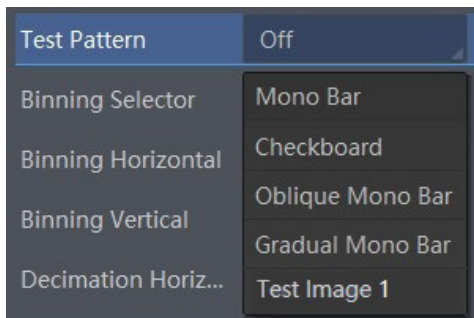 Test Pattern Off
Binning Selector Mono Bar
Binning Horizontal Checkboard
Binning Vertical Oblique Mono Bar
Gradual Mono Bar
Decimation Horiz... Test Image 1